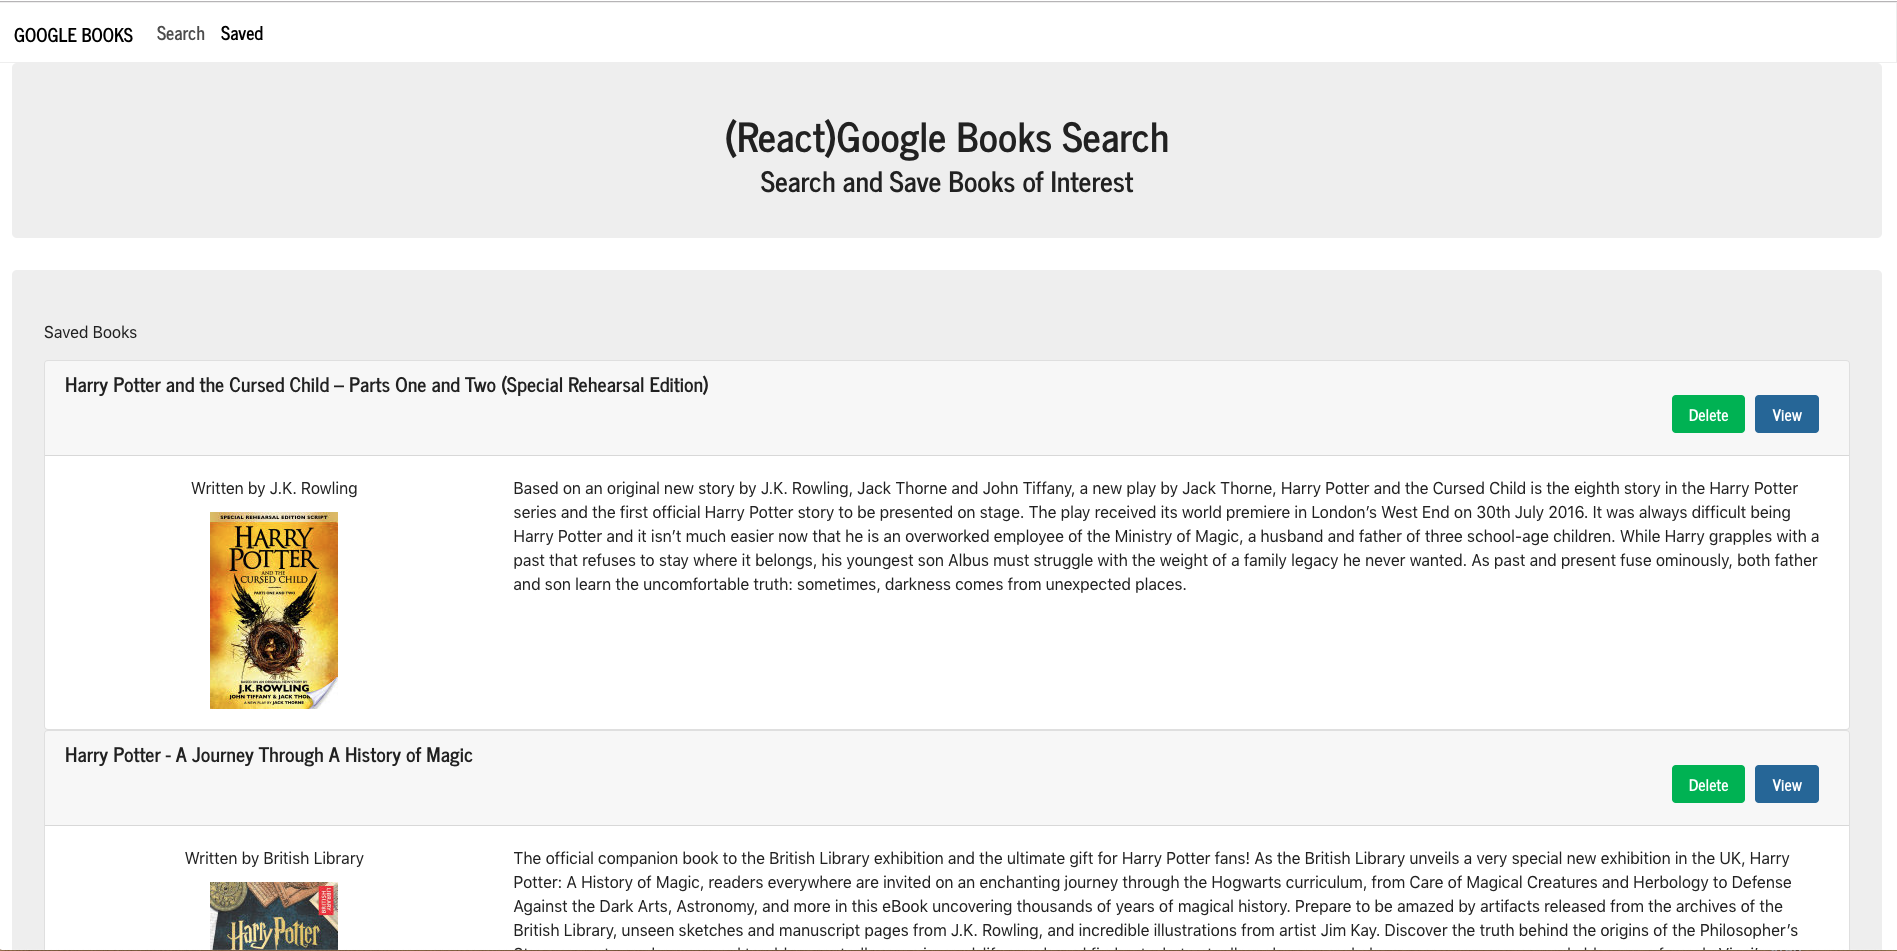 GOOGLE BOOKS Search Saved
(React)Google Books Search
Search and Save Books of Interest
Saved Books
Harry Potter and the Cursed Child – Parts One and Two (Special Rehearsal Edition)
Delete View
Written by J.K. Rowling
SPECIAL REHEARSAL EDITION SCRIPT
HARRY
POTTER
AND THE
CURSED CHILD
PARTS ONE AND TWO
BASED ON AN ORIGINAL NEW STORY BY
J.K.ROWLING
JOHN TIFFANY & JACK THOR
A NEW PLAY BY JACK THORNE
Based on an original new story by J.K. Rowling, Jack Thorne and John Tiffany, a new play by Jack Thorne, Harry Potter and the Cursed Child is the eighth story in the Harry Potter
series and the first official Harry Potter story to be presented on stage. The play received its world premiere in London’s West End on 30th July 2016. It was always difficult being
Harry Potter and it isn’t much easier now that he is an overworked employee of the Ministry of Magic, a husband and father of three school-age children. While Harry grapples with a
past that refuses to stay where it belongs, his youngest son Albus must struggle with the weight of a family legacy he never wanted. As past and present fuse ominously, both father
and son learn the uncomfortable truth: sometimes, darkness comes from unexpected places.
Harry Potter - A Journey Through A History of Magic
Delete View
Written by British Library
Harry Potter
The official companion book to the British Library exhibition and the ultimate gift for Harry Potter fans! As the British Library unveils a very special new exhibition in the UK, Harry
Potter: A History of Magic, readers everywhere are invited on an enchanting journey through the Hogwarts curriculum, from Care of Magical Creatures and Herbology to Defense
Against the Dark Arts, Astronomy, and more in this eBook uncovering thousands of years of magical history. Prepare to be amazed by artifacts released from the archives of the
British Library, unseen sketches and manuscript pages from J.K. Rowling, and incredible illustrations from artist Jim Kay. Discover the truth behind the origins of the Philosopher’s